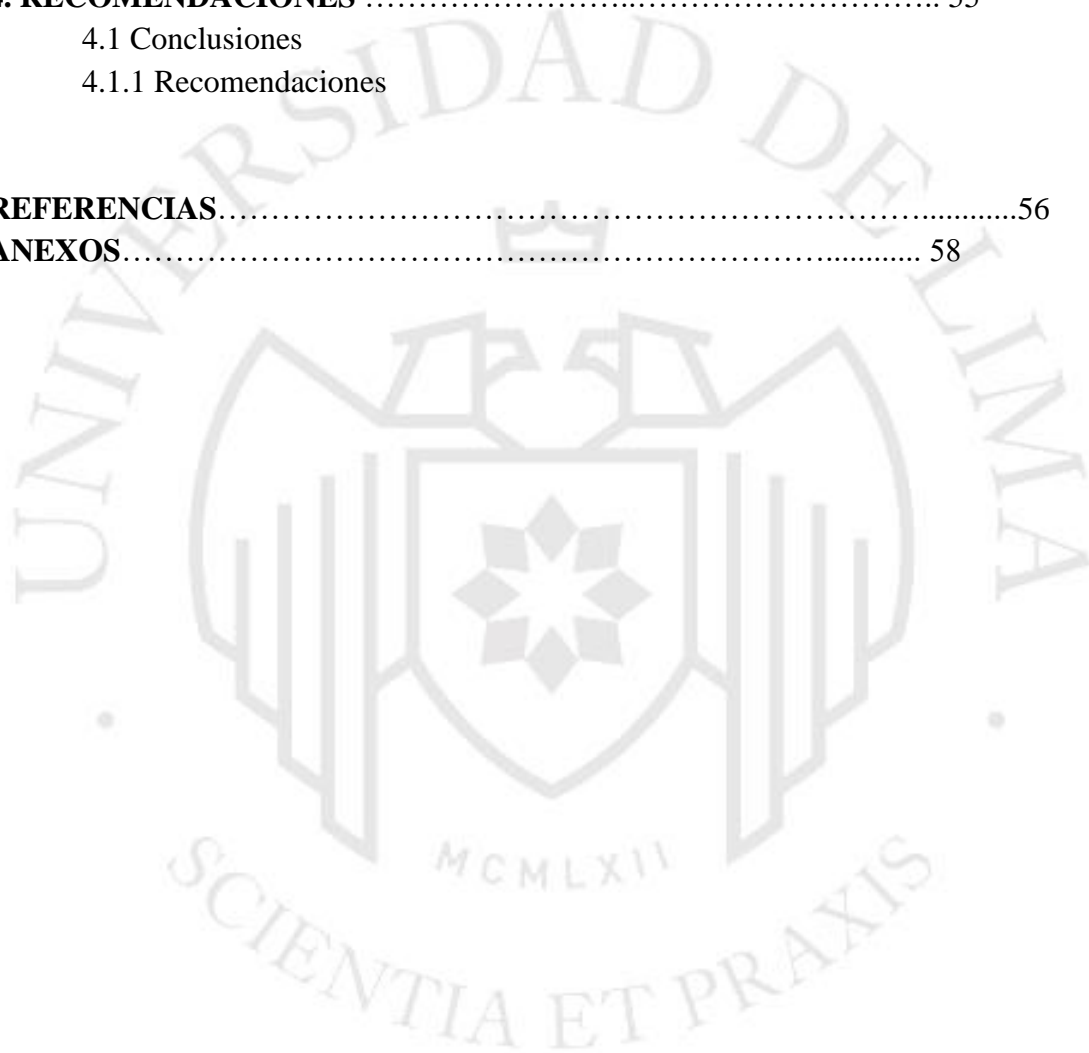 4. RECOMENDACIONES ……………………...………………………….. 55
4.1 Conclusiones
4.1.1 Recomendaciones
REFERENCIAS……………………………………………………………............56
ANEXOS…………………………………………………………............ 58
UNIVERSIDAD DE LIMA
MCMLXII
SCIENTIA ET PRAXIS